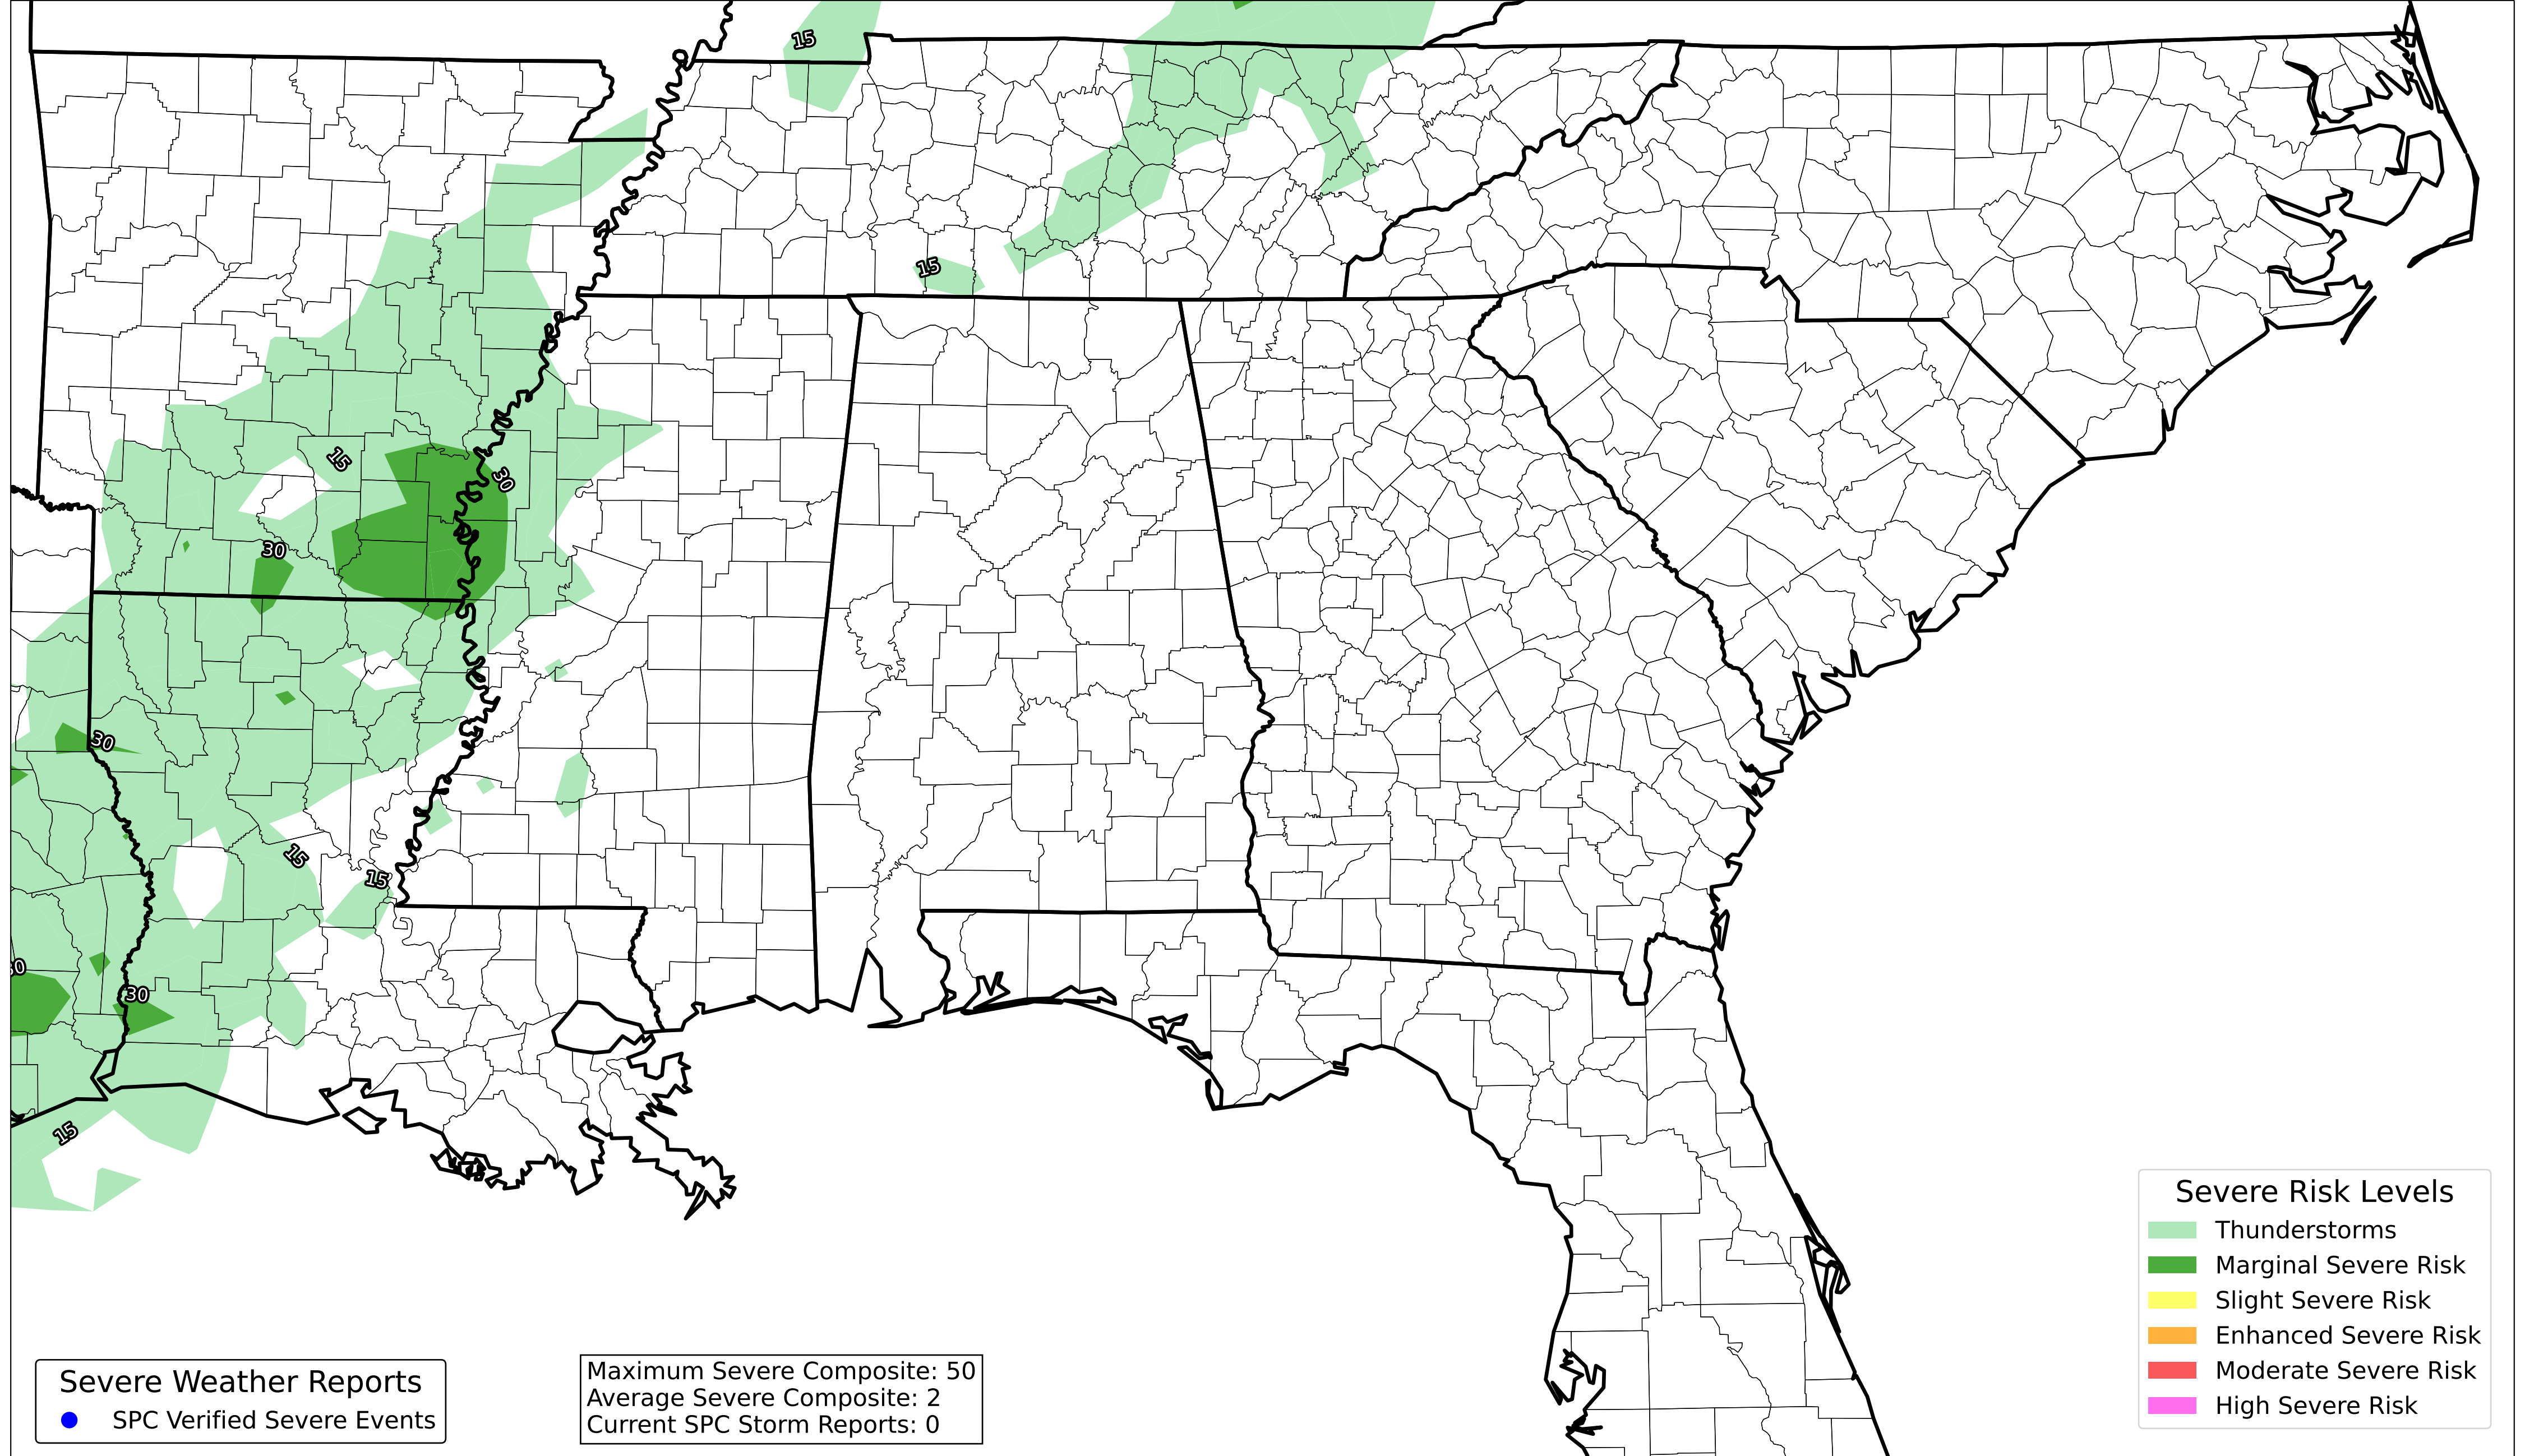 15
15
15
30
30
30
15
15
30
30
15
Severe Risk Levels
Thunderstorms
Marginal Severe Risk
Slight Severe Risk
Enhanced Severe Risk
Moderate Severe Risk
High Severe Risk
Severe Weather Reports
SPC Verified Severe Events
Maximum Severe Composite: 50
Average Severe Composite: 2
Current SPC Storm Reports: 0